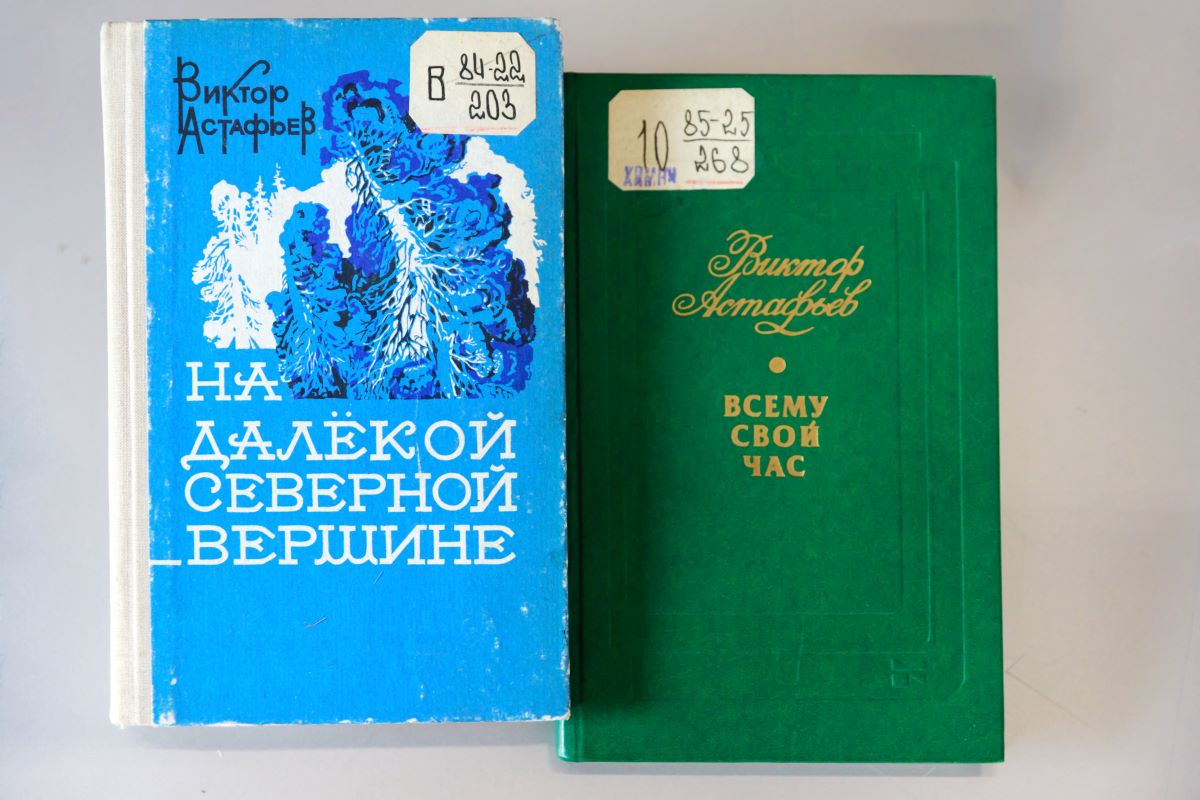 Виктор
Астафьев
В 84-22
203
НА
ДАЛЁКОЙ
СЕВЕРНОЙ
ВЕРШИНЕ
10 85-25
268
Виктор
Астафьев
ВСЕМУ
СВОЙ
ЧАС